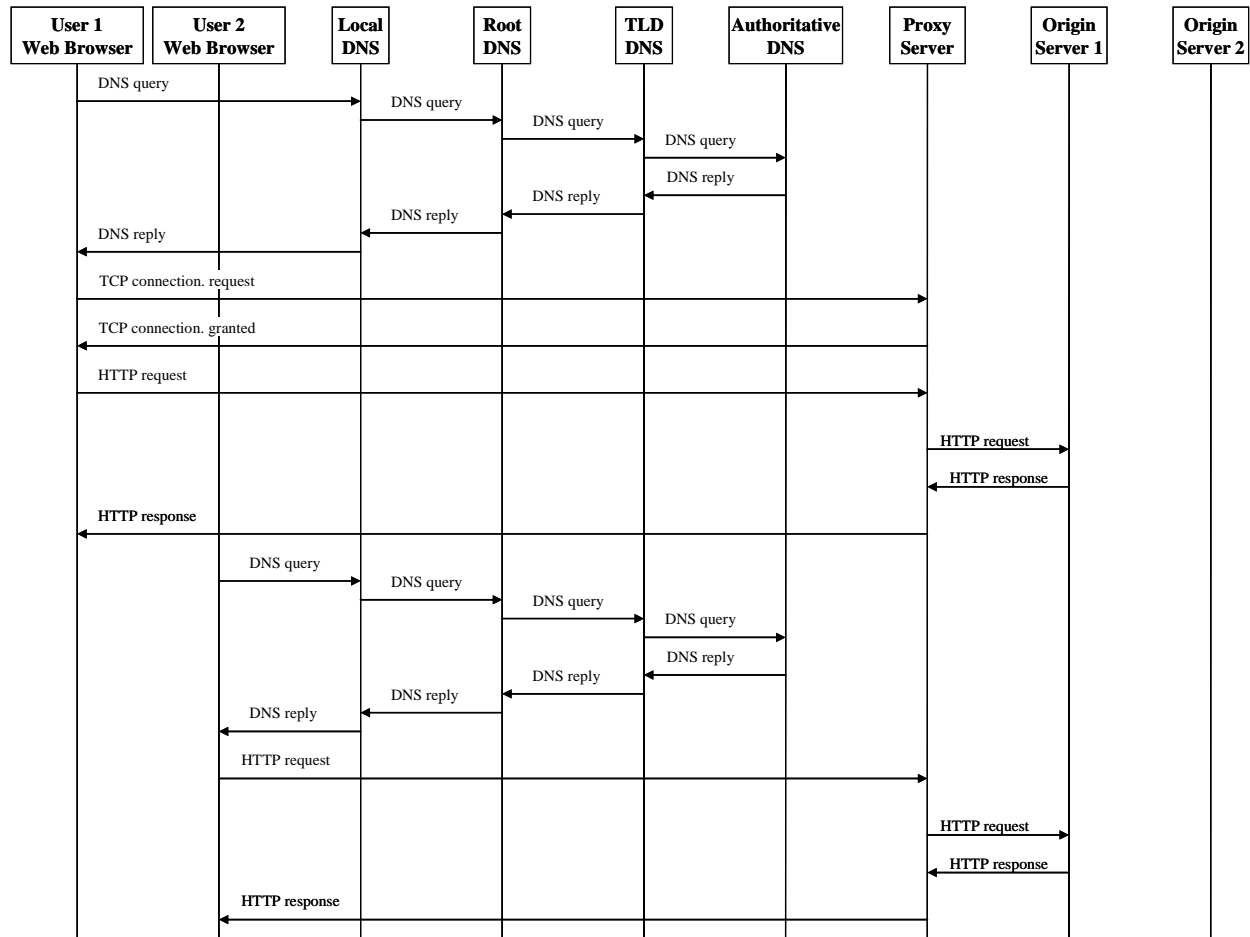 User 1
Web Browser
User 2
Web Browser
Local
DNS
Root
DNS
TLD
DNS
Authoritative
DNS
Proxy
Server
Origin
Server 1
Origin
Server 2
DNS query
DNS query
DNS query
DNS query
DNS reply
DNS reply
DNS reply
DNS reply
TCP connection. request
TCP connection. granted
HTTP request
HTTP request
HTTP response
HTTP response
DNS query
DNS query
DNS query
DNS query
DNS reply
DNS reply
DNS reply
DNS reply
HTTP request
HTTP request
HTTP response
HTTP response